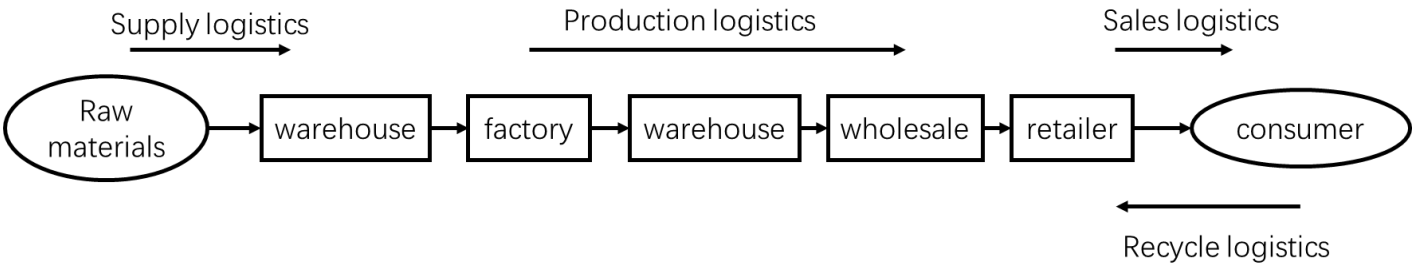 Supply logistics
Production logistics
Sales logistics
Raw
materials
warehouse
factory
warehouse
wholesale
retailer
consumer
Recycle logistics